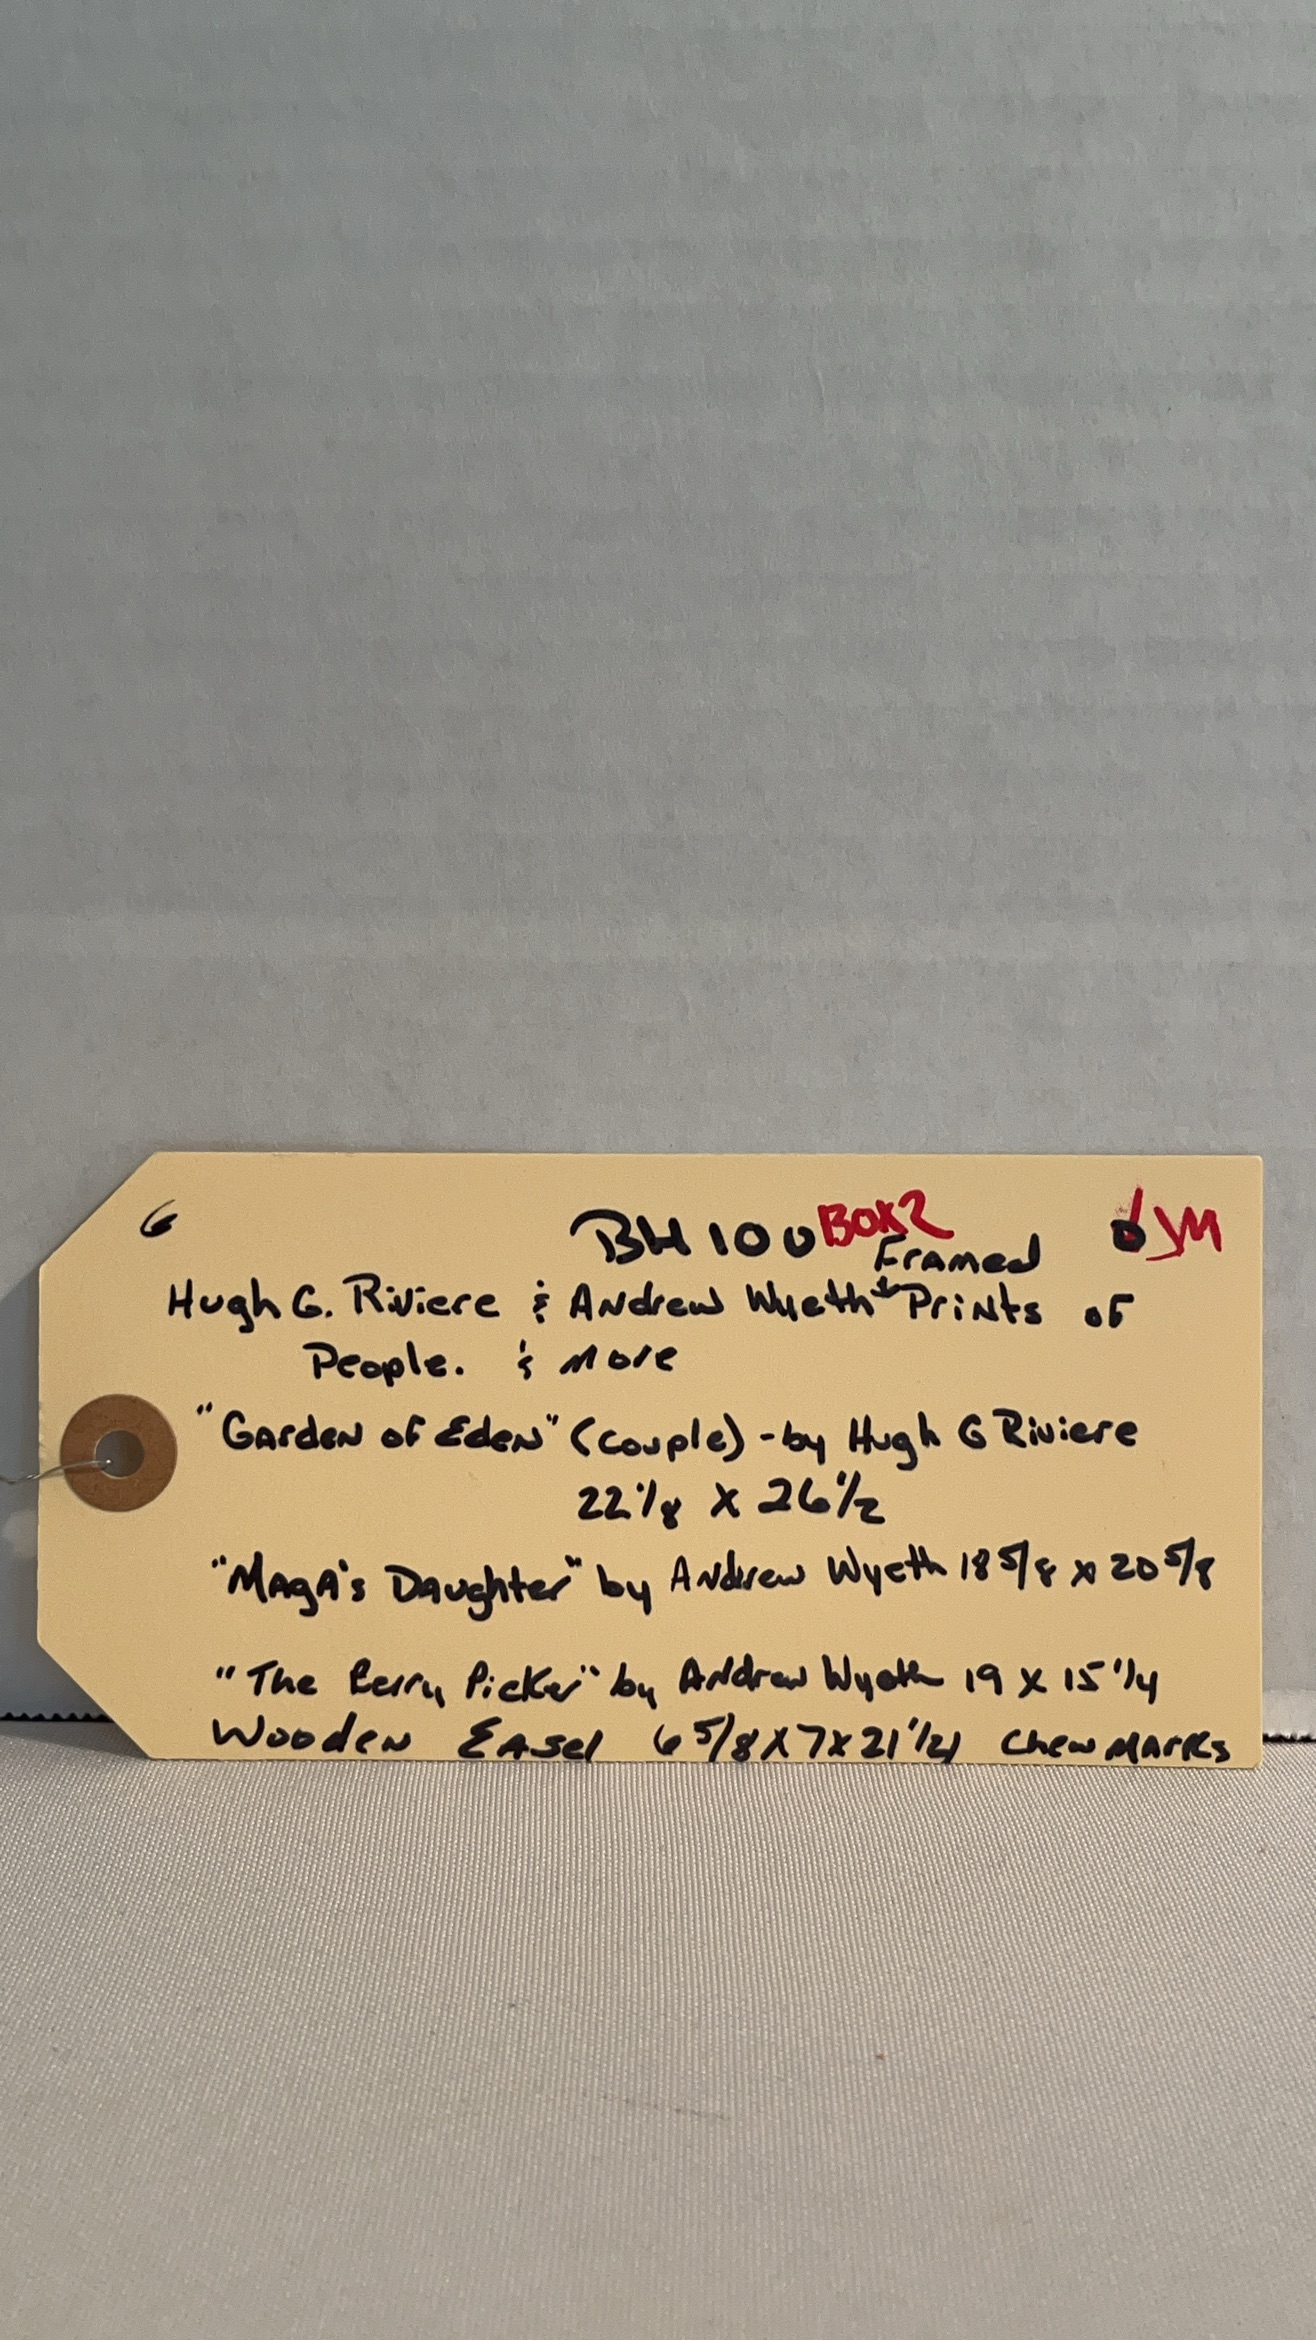 6 BH100 BOX2 JM
Framed
Hugh G. Riviere & Andrew Wyeth Prints of
People. & More
"Garden of Eden" (couple) - by Hugh G Riviere
22 1/8 X 26 1/2
"Maga's Daughter" by Andrew Wyeth 18 5/8 x 20 5/8
"The Berry Picker" by Andrew Wyeth 19 X 15 1/4
Wooden Easel 6 5/8 X 7 X 21 1/2 Chew Marks